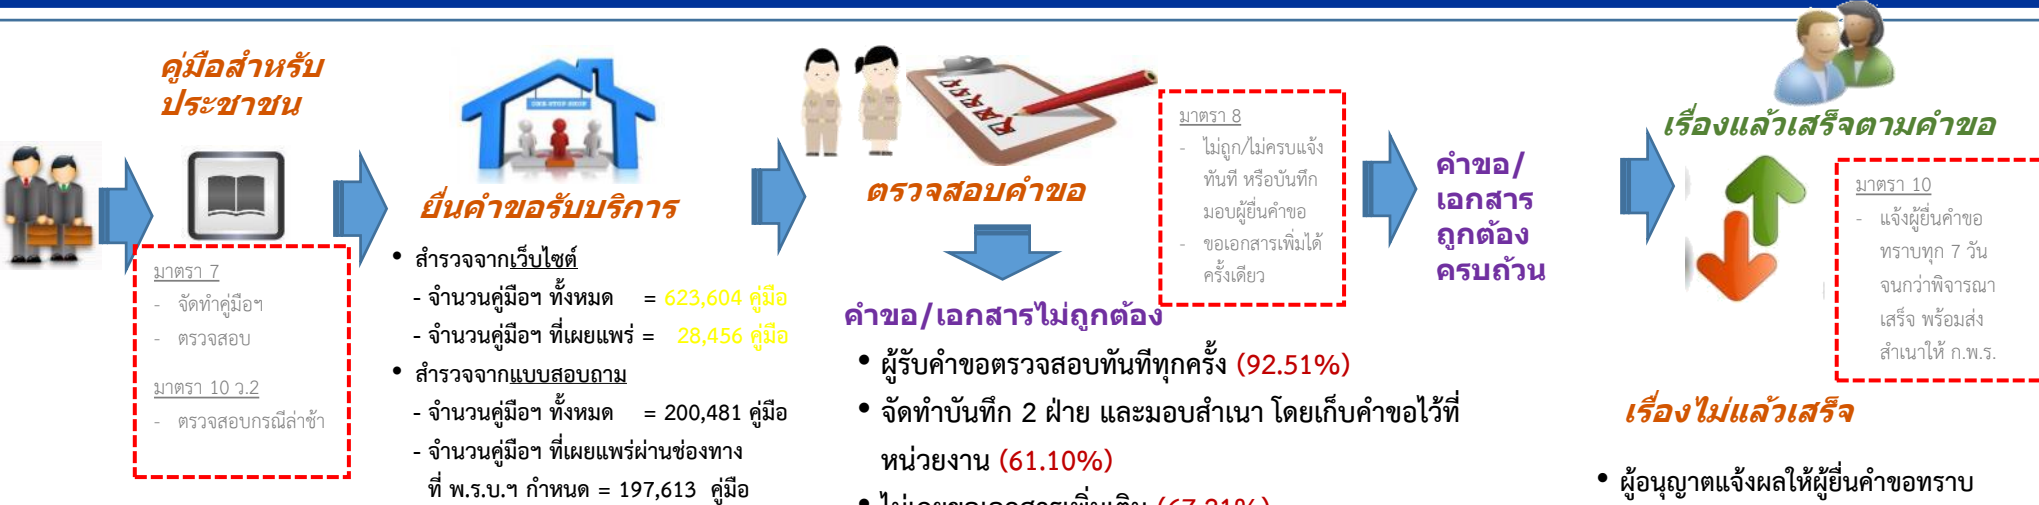 คู่มือสำหรับ
ประชาชน
มาตรา 7
- จัดทำคู่มือฯ
- ตรวจสอบ
มาตรา 10 ว.2
- ตรวจสอบกรณีล่าช้า
ONE-STOP-SHOP
ยื่นคำขอรับบริการ
• สำรวจจากเว็บไซต์
- จำนวนคู่มือฯ ทั้งหมด = 623,604 คู่มือ
- จำนวนคู่มือฯ ที่เผยแพร่ = 28,456 คู่มือ
• สำรวจจากแบบสอบถาม
- จำนวนคู่มือฯ ทั้งหมด = 200,481 คู่มือ
- จำนวนคู่มือฯ ที่เผยแพร่ผ่านช่องทาง
ที่ พ.ร.บ.ฯ กำหนด = 197,613 คู่มือ
ตรวจสอบคำขอ
มาตรา 8
- ไม่ถูก/ไม่ครบแจ้ง
ทันที หรือบันทึก
มอบผู้ยื่นคำขอ
- ขอเอกสารเพิ่มได้
ครั้งเดียว
คำขอ/เอกสารไม่ถูกต้อง
• ผู้รับคำขอตรวจสอบทันทีทุกครั้ง (92.51%)
• จัดทำบันทึก 2 ฝ่าย และมอบสำเนา โดยเก็บคำขอไว้ที่
หน่วยงาน (61.10%)
• ไม่เคยขอเอกสารเพิ่มเติม (67.21%)
คำขอ/
เอกสาร
ถูกต้อง
ครบถ้วน
เรื่องแล้วเสร็จตามคำขอ
มาตรา 10
- แจ้งผู้ยื่นคำขอ
ทราบทุก 7 วัน
จนกว่าพิจารณา
เสร็จ พร้อมส่ง
สำเนาให้ ก.พ.ร.
เรื่องไม่แล้วเสร็จ
• ผู้อนุญาตแจ้งผลให้ผู้ยื่นคำขอทราบ